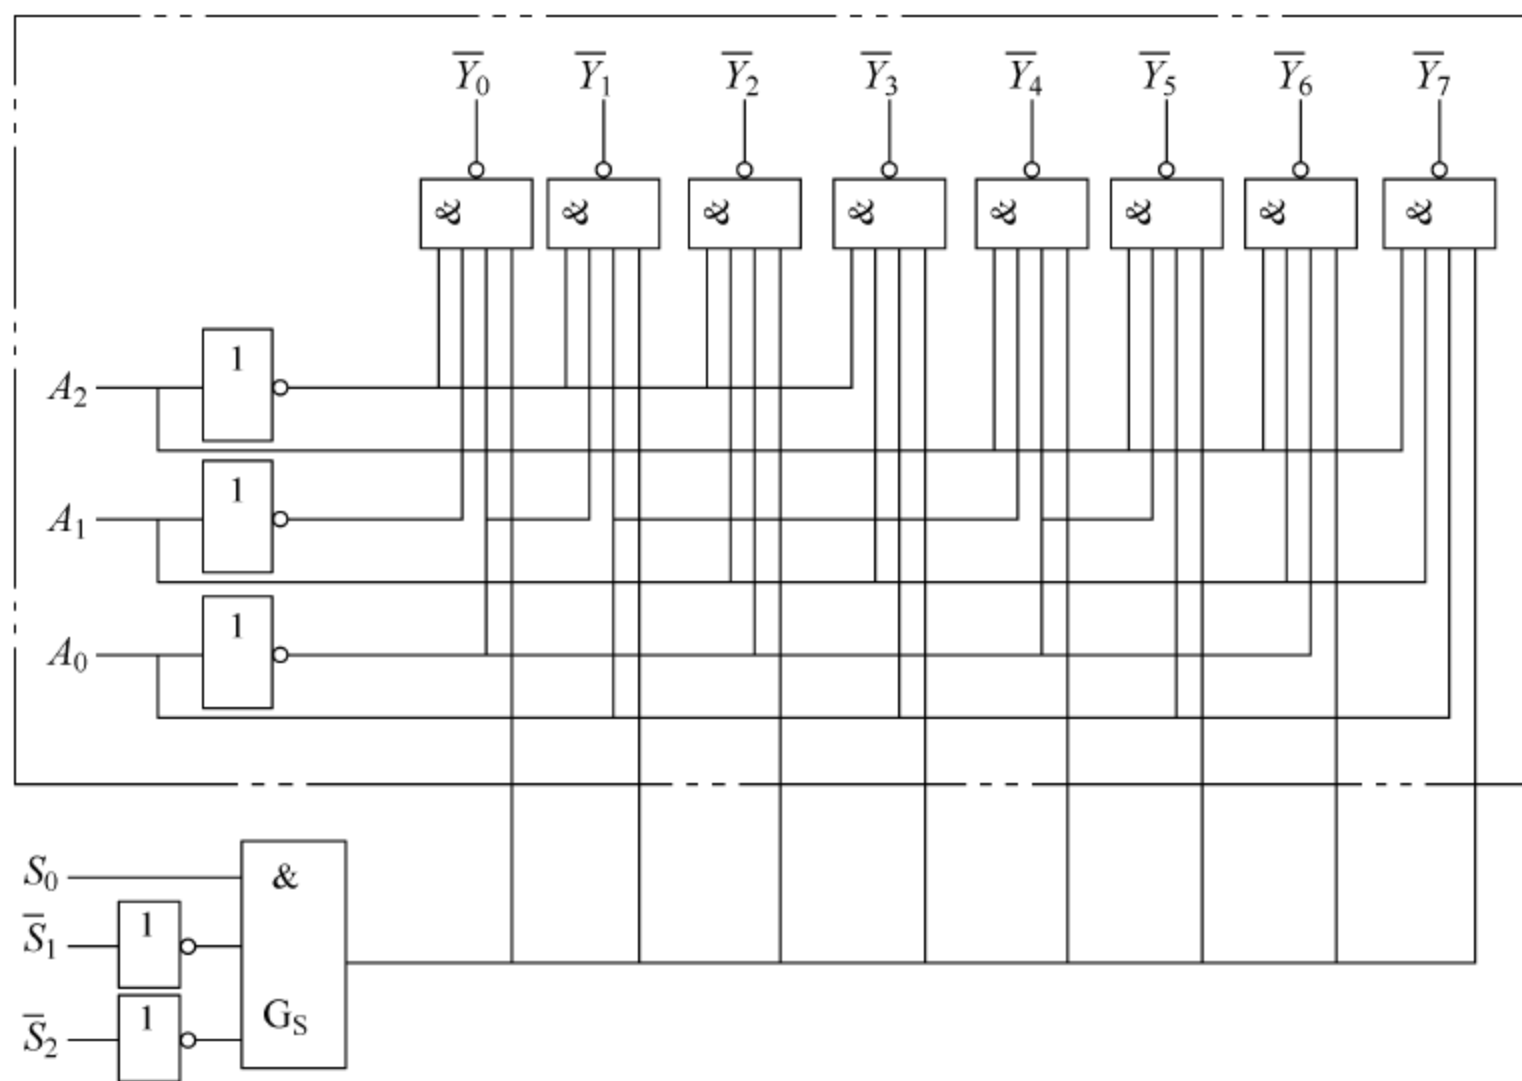 Y̅₀ Y̅₁ Y̅₂ Y̅₃ Y̅₄ Y̅₅ Y̅₆ Y̅₇
& & & & & & & &
1
A₂
1
A₁
1
A₀
S₀ &
S̅₁ 1
S̅₂ 1 G_S